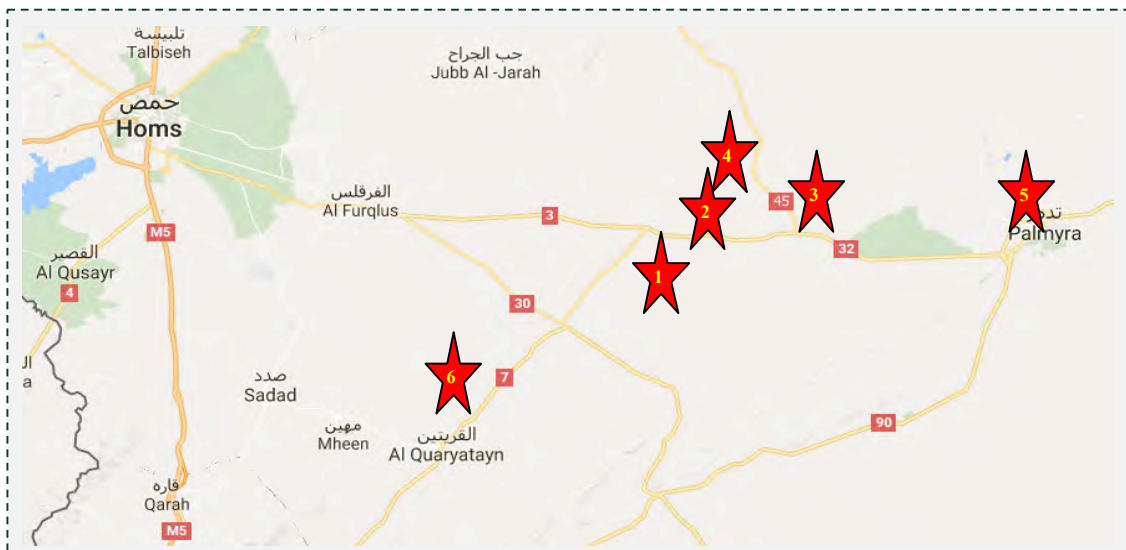 تلبيسة
Talbiseh
جب الجراح
Jubb Al -Jarah
حمص
Homs
4
الفرقلس
Al Furqlus
3
2
45
3
5
تدمر
Palmyra
M5
القصير
Al Qusayr
4
32
1
30
6
7
صدد
Sadad
مهين
Mheen
القريتين
Al Quaryatayn
90
قاره
Qarah
M5